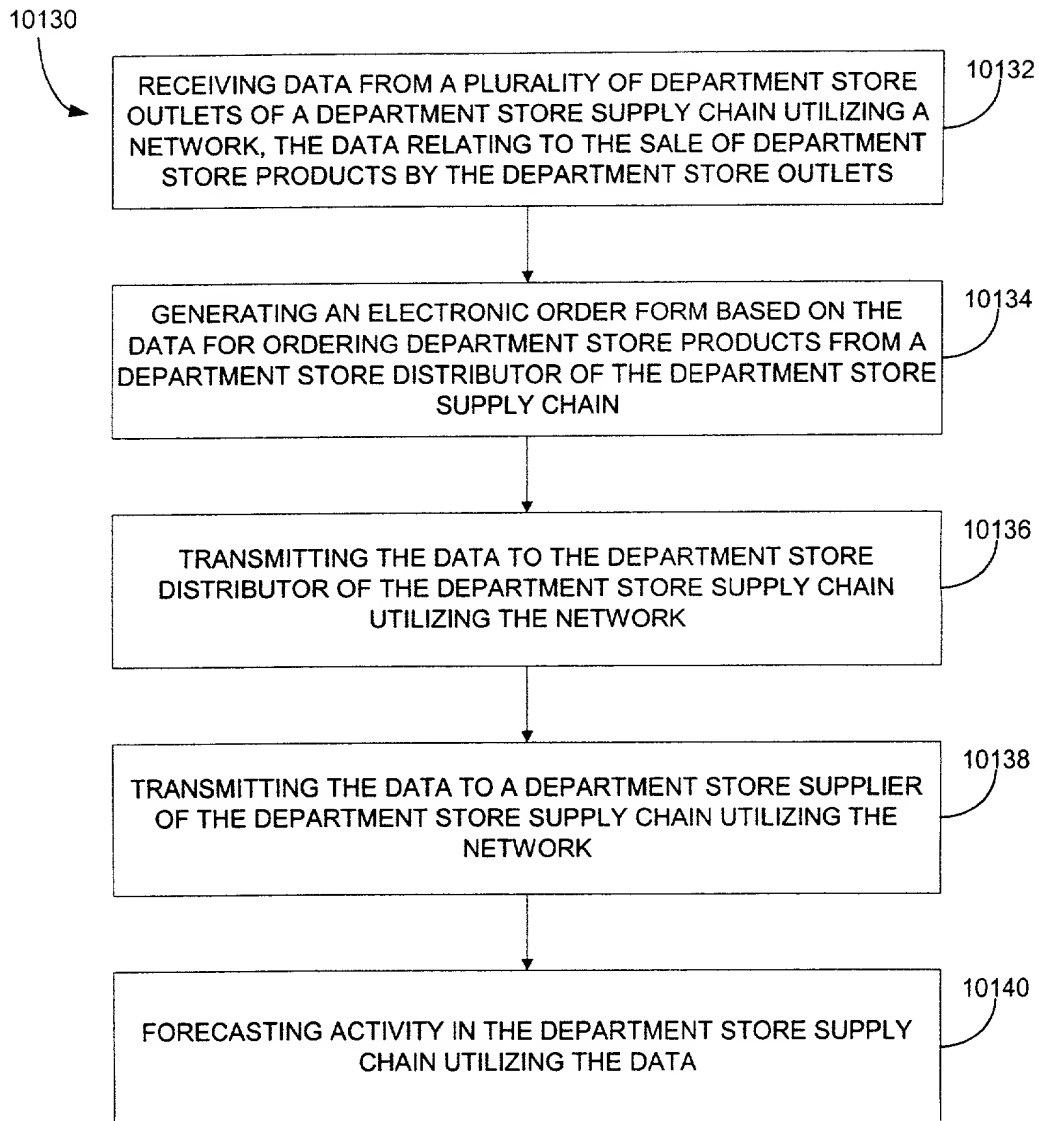 10130
10132
RECEIVING DATA FROM A PLURALITY OF DEPARTMENT STORE
OUTLETS OF A DEPARTMENT STORE SUPPLY CHAIN UTILIZING A
NETWORK, THE DATA RELATING TO THE SALE OF DEPARTMENT
STORE PRODUCTS BY THE DEPARTMENT STORE OUTLETS
10134
GENERATING AN ELECTRONIC ORDER FORM BASED ON THE
DATA FOR ORDERING DEPARTMENT STORE PRODUCTS FROM A
DEPARTMENT STORE DISTRIBUTOR OF THE DEPARTMENT STORE
SUPPLY CHAIN
10136
TRANSMITTING THE DATA TO THE DEPARTMENT STORE
DISTRIBUTOR OF THE DEPARTMENT STORE SUPPLY CHAIN
UTILIZING THE NETWORK
10138
TRANSMITTING THE DATA TO A DEPARTMENT STORE SUPPLIER
OF THE DEPARTMENT STORE SUPPLY CHAIN UTILIZING THE
NETWORK
10140
FORECASTING ACTIVITY IN THE DEPARTMENT STORE SUPPLY
CHAIN UTILIZING THE DATA